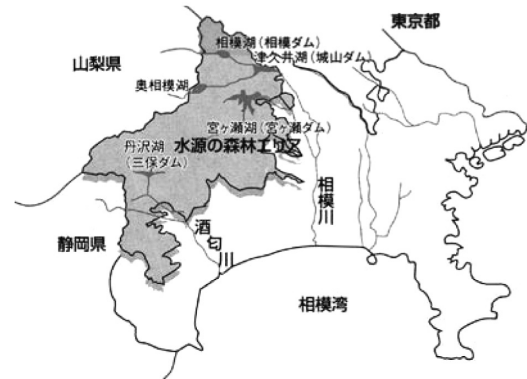 東京都
相模湖(相模ダム)
津久井湖(城山ダム)
山梨県
奥相模湖
宮ヶ瀬湖(宮ヶ瀬ダム)
水源の森林エリア
丹沢湖
(三保ダム)
相模川
酒匂川
静岡県
相模湾